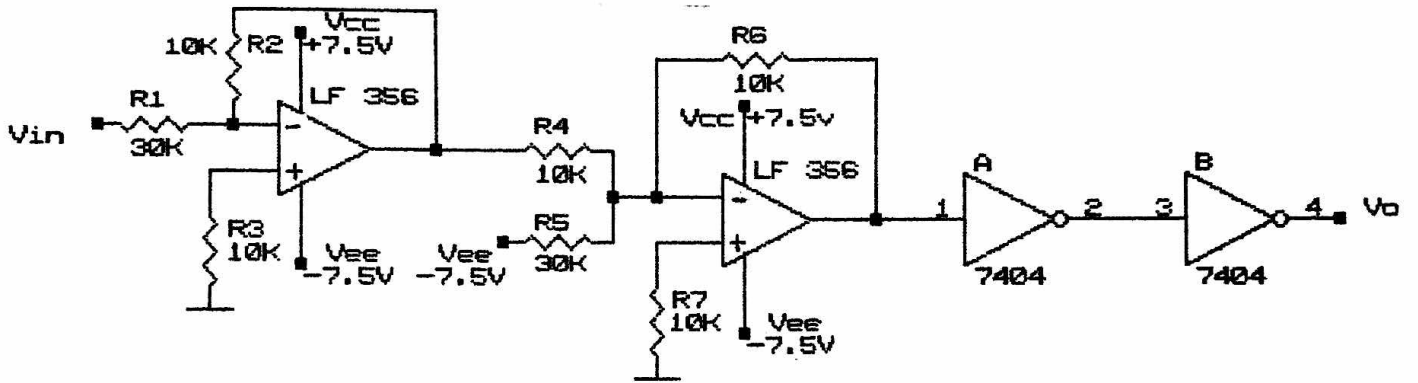 Vin
R1
30K
10K
R2
Vcc
+7.5V
LF 356
R3
10K
Vee
-7.5V
R4
10K
Vee
-7.5V
R5
30K
R6
10K
Vcc +7.5v
LF 356
R7
10K
Vee
-7.5V
A
1
2
7404
B
3
4
7404
Vo